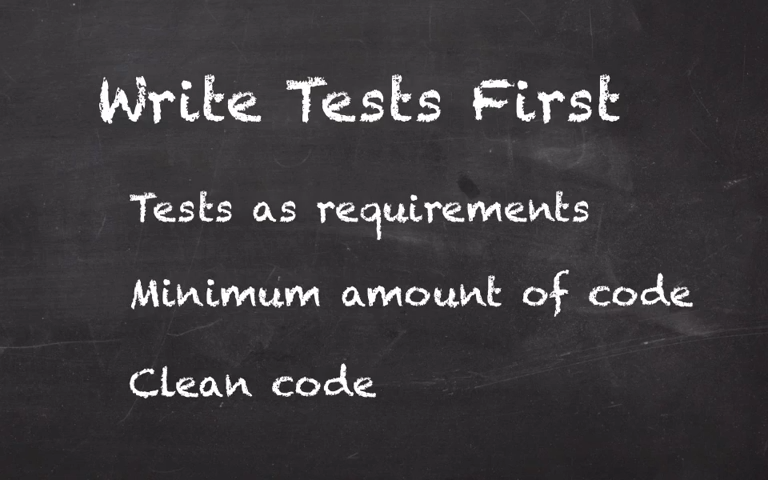 Write Tests First
Tests as requirements
Minimum amount of code
Clean code